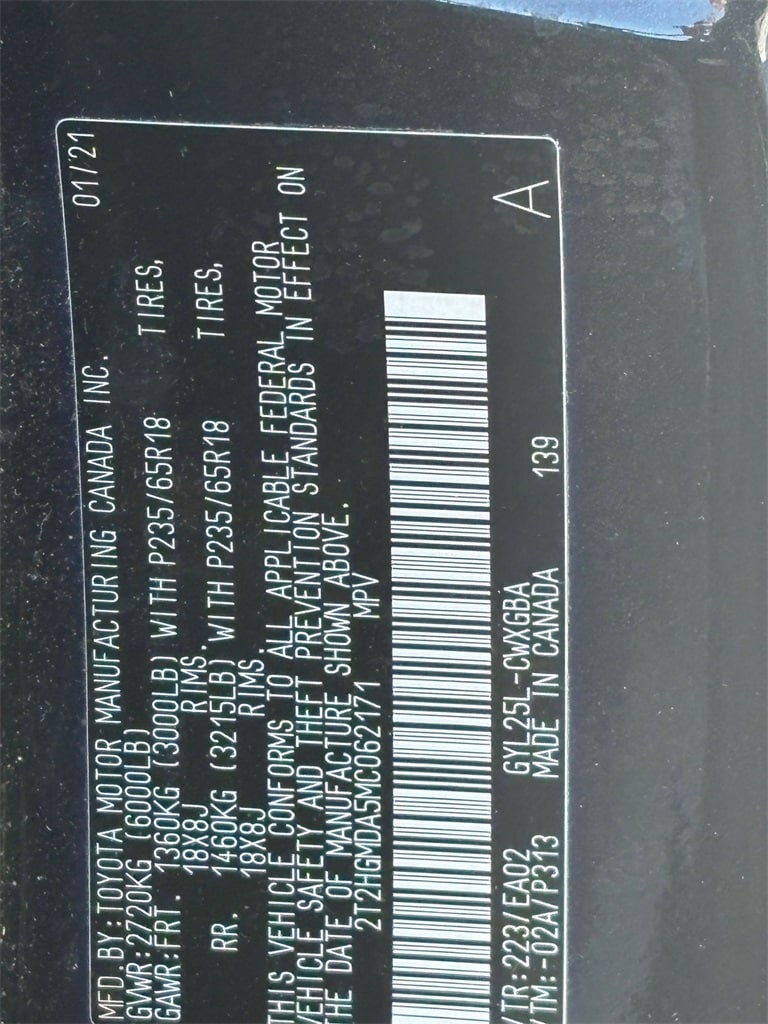 MFD.BY:TOYOTA MOTOR MANUFACTURING CANADA INC. 01/21
GVWR:2720KG (6000LB)
GAWR:FRT. 1360KG (3000LB) WITH P235/65R18 TIRES,
18X8J RIMS.
RR. 1460KG (3215LB) WITH P235/65R18 TIRES,
18X8J RIMS.
THIS VEHICLE CONFORMS TO ALL APPLICABLE FEDERAL MOTOR
VEHICLE SAFETY AND THEFT PREVENTION STANDARDS IN EFFECT ON
THE DATE OF MANUFACTURE SHOWN ABOVE.
2T2HGMDA5MC062171 MPV
A
/TR:223/EA02 GYL25L-CWXGBA
/TM:-02A/P313 MADE IN CANADA 139